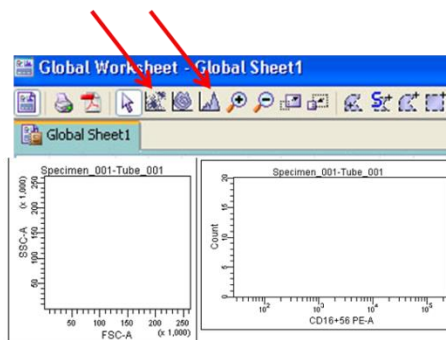 Global Worksheet - Global Sheet1
Global Sheet1
Specimen_001-Tube_001
SSC-A
(x 1,000)
250
200
150
100
50
50 100 150 200 250
FSC-A (x 1,000)
Specimen_001-Tube_001
Count
20
15
10
5
0
10² 10³ 10⁴ 10⁵
CD16+56 PE-A